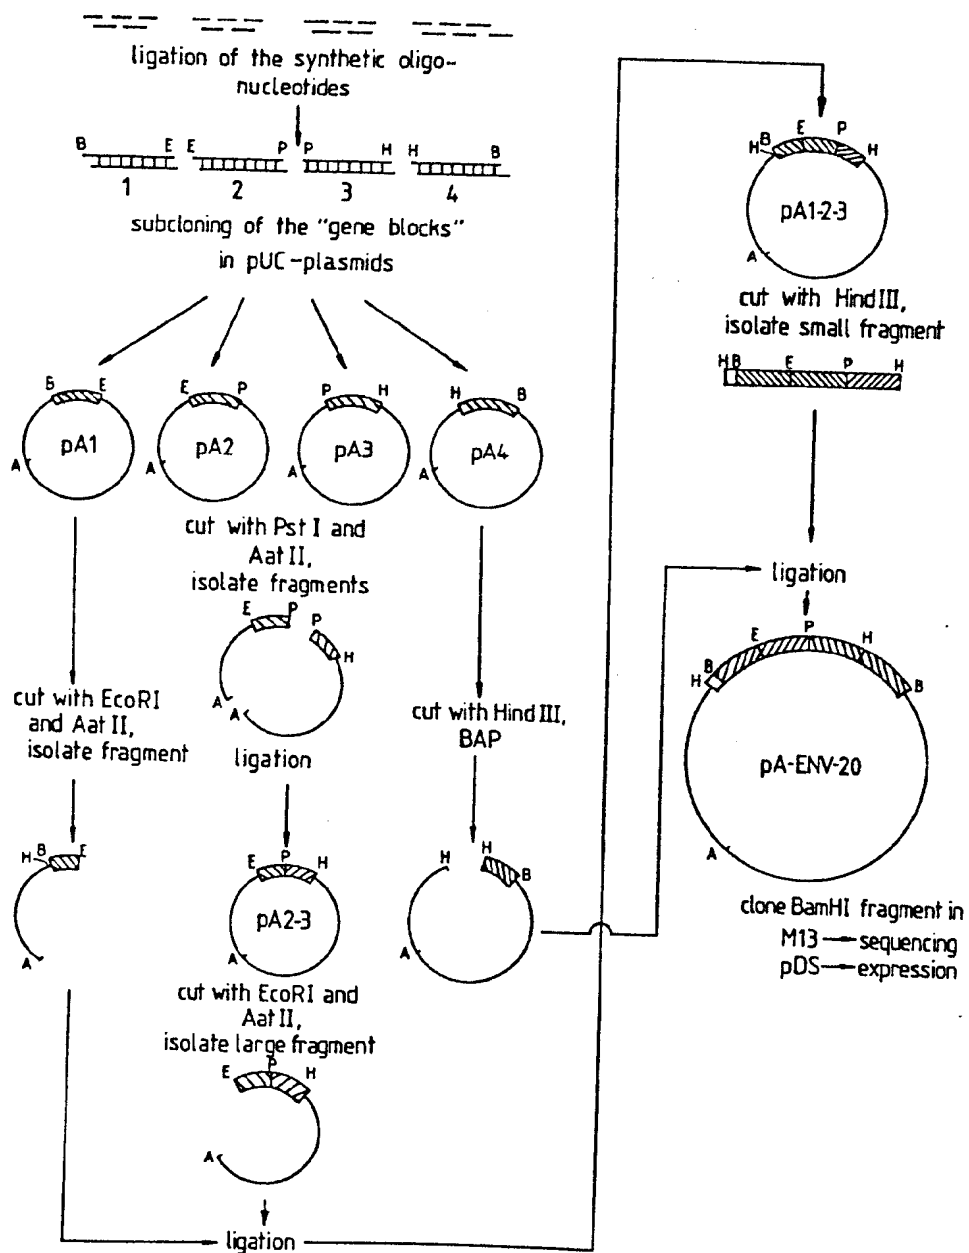 ligation of the synthetic oligo-
nucleotides
B E E P P H H B
1 2 3 4
subcloning of the "gene blocks"
in pUC-plasmids
B E
pA1
A
E P
pA2
A
P H
pA3
A
H B
pA4
A
cut with EcoRI
and Aat II,
isolate fragment
H B E
A
cut with Pst I and
Aat II,
isolate fragments
E P P H
A A
ligation
E P H
pA2-3
A
cut with EcoRI and
Aat II,
isolate large fragment
E P H
A
ligation
cut with Hind III,
BAP
H H B
A
H B E P H
pA1-2-3
A
cut with Hind III,
isolate small fragment
H B E P H
ligation
H B E P H B
pA-ENV-20
A
clone BamHI fragment in
M13 → sequencing
pDS → expression